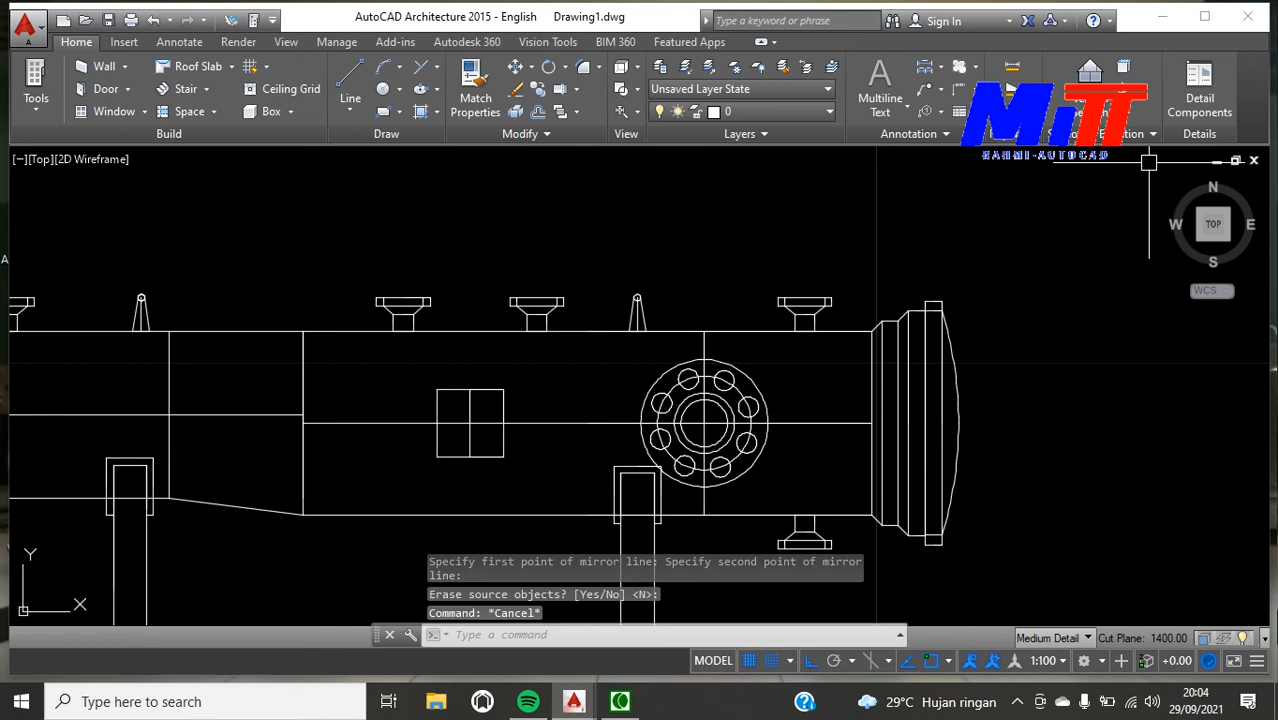 AutoCAD Architecture 2015 - English Drawing1.dwg
Type a keyword or phrase
Sign In
A
Home Insert Annotate Render View Manage Add-ins Autodesk 360 Vision Tools BIM 360 Featured Apps
Tools
Wall
Door
Window
Roof Slab
Stair
Space
Ceiling Grid
Box
Build
Line
Draw
Match
Properties
Modify
View
Unsaved Layer State
0
Layers
Multiline
Text
Annotation
MiTT
HAHMI-AUTOCAD
Detail
Components
Details
[−][Top][2D Wireframe]
N
W TOP E
S
WCS
A
Y
X
Specify first point of mirror line: Specify second point of mirror
line:
Erase source objects? [Yes/No] <N>:
Command: *Cancel*
Type a command
Medium Detail Cut Plane: 1400.00
MODEL 1:100 +0.00
Type here to search
29°C Hujan ringan
20:04
29/09/2021